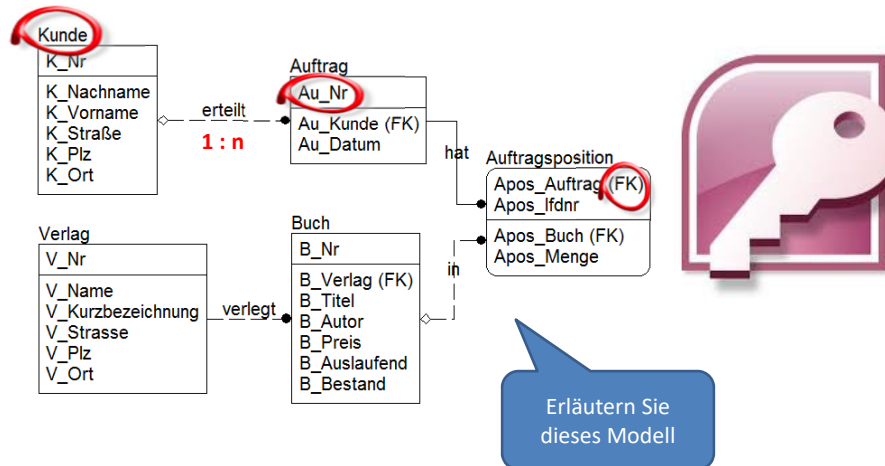 Kunde
K_Nr
K_Nachname
K_Vorname
K_Straße
K_Plz
K_Ort
erteilt
1 : n
Auftrag
Au_Nr
Au_Kunde (FK)
Au_Datum
hat
Auftragsposition
Apos_Auftrag (FK)
Apos_lfdnr
Apos_Buch (FK)
Apos_Menge
Verlag
V_Nr
V_Name
V_Kurzbezeichnung
V_Strasse
V_Plz
V_Ort
verlegt
Buch
B_Nr
B_Verlag (FK)
B_Titel
B_Autor
B_Preis
B_Auslaufend
B_Bestand
in
Erläutern Sie
dieses Modell